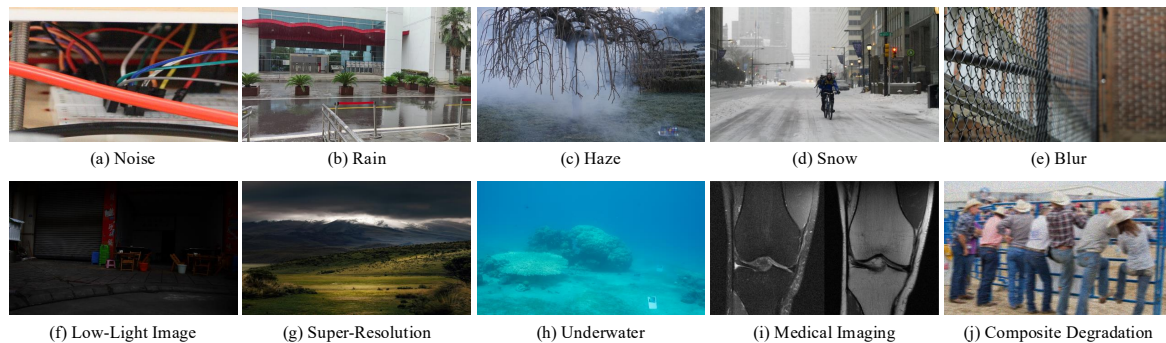 (a) Noise
(b) Rain
(c) Haze
(d) Snow
(e) Blur
(f) Low-Light Image
(g) Super-Resolution
(h) Underwater
(i) Medical Imaging
(j) Composite Degradation